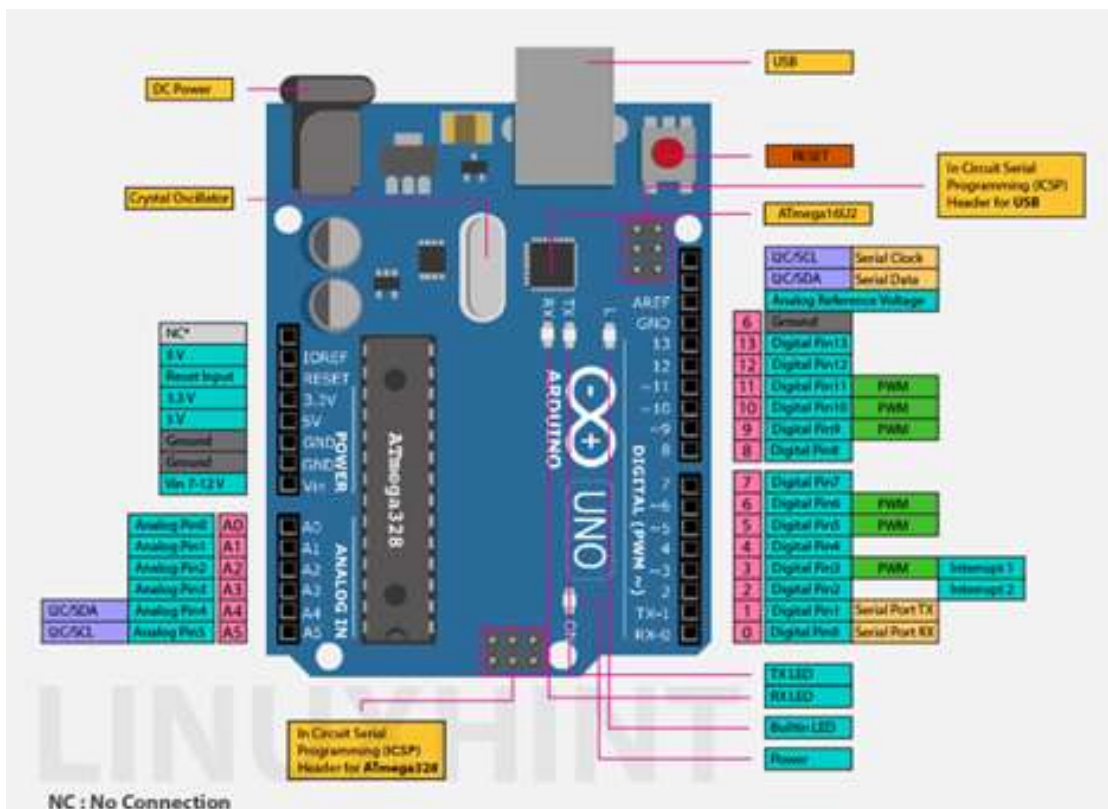 USB
DC Power
RESET
In-Circuit Serial
Programming (ICSP)
Header for USB
Crystal Oscillator
ATmega16U2
I2C/SCL Serial Clock
I2C/SDA Serial Data
Analog Reference Voltage
6 Ground
13 Digital Pin13
12 Digital Pin12
11 Digital Pin11 PWM
10 Digital Pin10 PWM
9 Digital Pin9 PWM
8 Digital Pin8
7 Digital Pin7
6 Digital Pin6 PWM
5 Digital Pin5 PWM
4 Digital Pin4
3 Digital Pin3 PWM Interrupt 1
2 Digital Pin2 Interrupt 2
1 Digital Pin1 Serial Port TX
0 Digital Pin0 Serial Port RX
NC*
5 V
Reset Input
3.3 V
5 V
Ground
Ground
Vin 7-12 V
Analog Pin0 A0
Analog Pin1 A1
Analog Pin2 A2
Analog Pin3 A3
I2C/SDA Analog Pin4 A4
I2C/SCL Analog Pin5 A5
IOREF
RESET
3.3V
5V
GND
GND
Vin
POWER
A0
A1
A2
A3
A4
A5
ANALOG IN
ATmega328
RX
TX
L
ARDUINO
UNO
AREF
GND
13
12
~11
~10
~9
8
7
~6
~5
4
~3
2
TX-1
RX-0
DIGITAL (PWM ~)
TX LED
RX LED
Builtin LED
Power
In Circuit Serial
Programming (ICSP)
Header for ATmega328
LINUXHINT
NC : No Connection